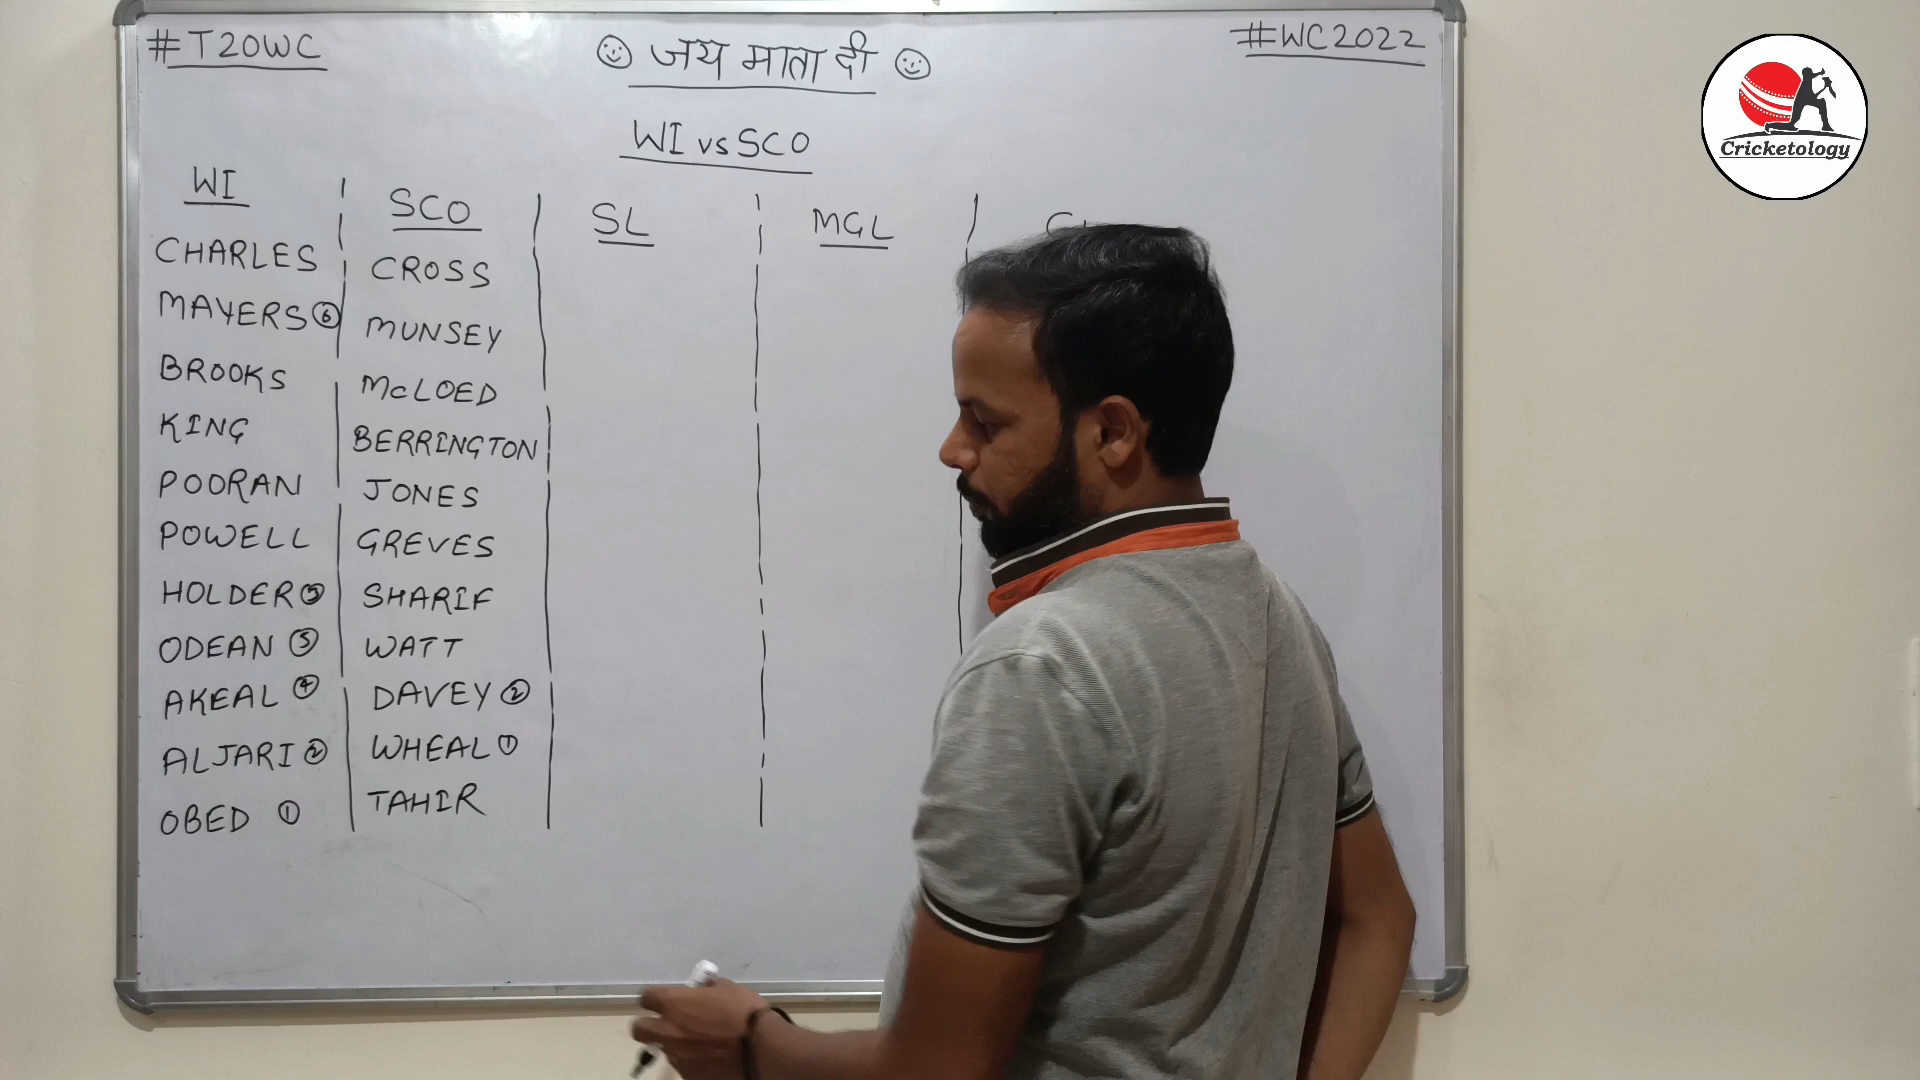 #T20WC
जय माता दी
#WC2022
WI vs SCO
WI
CHARLES
MAYERS 6
BROOKS
KING
POORAN
POWELL
HOLDER
ODEAN
AKEAL 4
ALJARI 2
OBED 1
SCO
CROSS
MUNSEY
McLOED
BERRINGTON
JONES
GREVES
SHARIF
WATT
DAVEY 2
WHEAL 1
TAHIR
SL
MGL
Cricketology